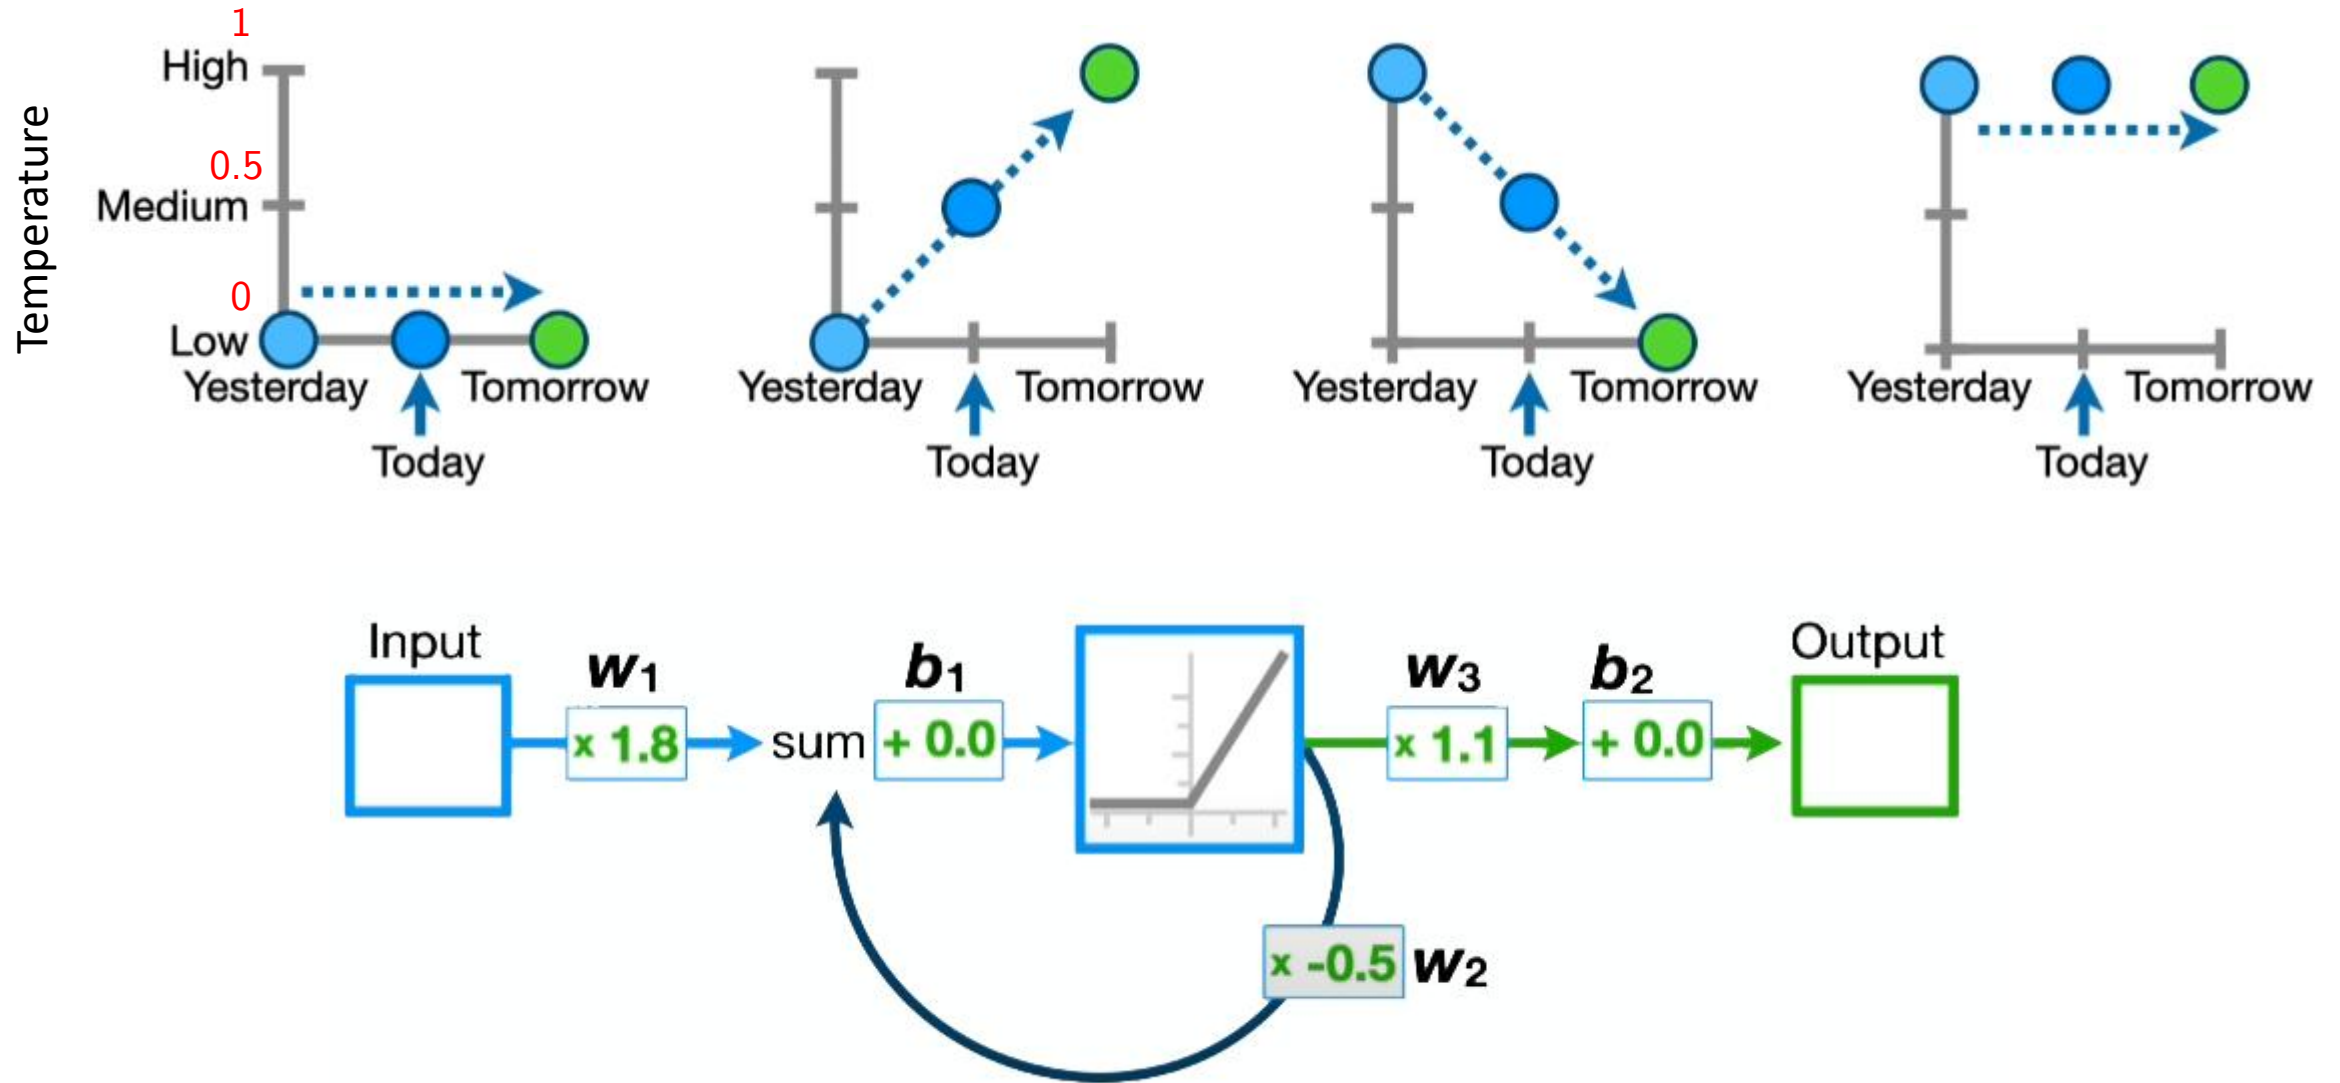 1
High
0.5
Medium
0
Low
Temperature
Yesterday Tomorrow
Today
Yesterday Tomorrow
Today
Yesterday Tomorrow
Today
Yesterday Tomorrow
Today
Input w1 b1 w3 b2 Output
x 1.8 sum + 0.0 x 1.1 + 0.0
x -0.5 w2